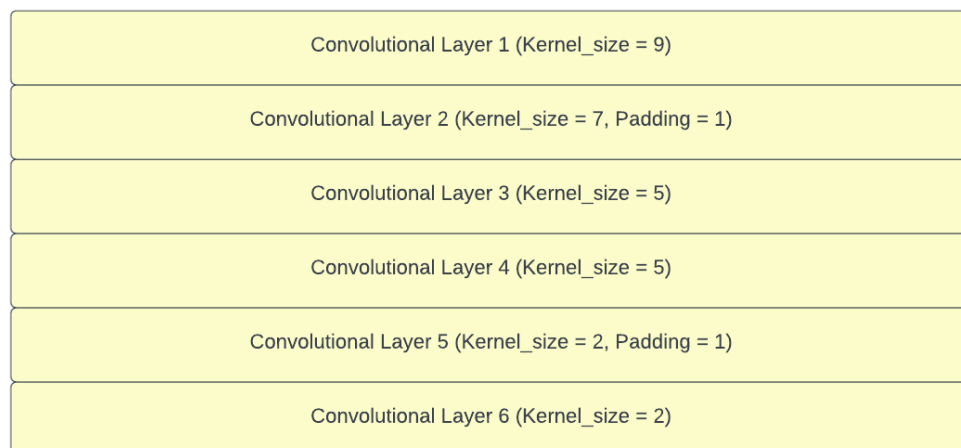 Convolutional Layer 1 (Kernel_size = 9)
Convolutional Layer 2 (Kernel_size = 7, Padding = 1)
Convolutional Layer 3 (Kernel_size = 5)
Convolutional Layer 4 (Kernel_size = 5)
Convolutional Layer 5 (Kernel_size = 2, Padding = 1)
Convolutional Layer 6 (Kernel_size = 2)